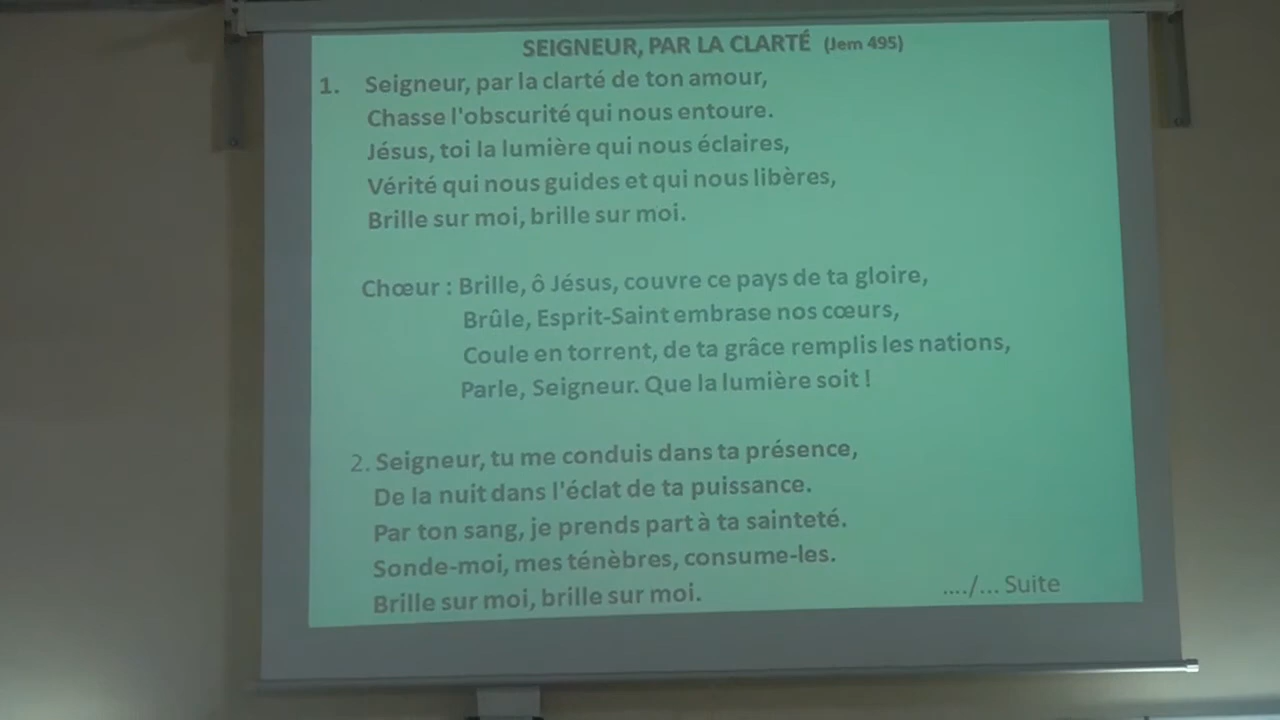 SEIGNEUR, PAR LA CLARTÉ (Jem 495)
1. Seigneur, par la clarté de ton amour,
Chasse l'obscurité qui nous entoure.
Jésus, toi la lumière qui nous éclaires,
Vérité qui nous guides et qui nous libères,
Brille sur moi, brille sur moi.
Chœur : Brille, ô Jésus, couvre ce pays de ta gloire,
Brûle, Esprit-Saint embrase nos cœurs,
Coule en torrent, de ta grâce remplis les nations,
Parle, Seigneur. Que la lumière soit !
2. Seigneur, tu me conduis dans ta présence,
De la nuit dans l'éclat de ta puissance.
Par ton sang, je prends part à ta sainteté.
Sonde-moi, mes ténèbres, consume-les.
Brille sur moi, brille sur moi.
..../... Suite